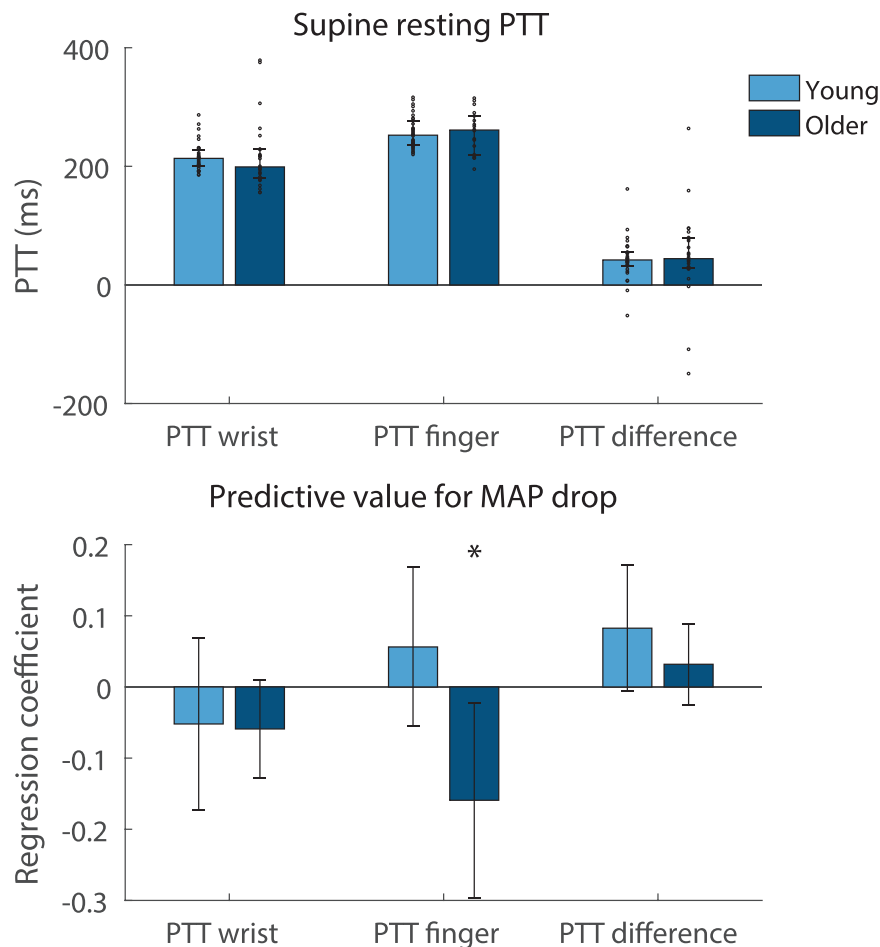 Supine resting PTT
400
200
0
-200
PTT (ms)
Young
Older
PTT wrist
PTT finger
PTT difference
Predictive value for MAP drop
0.2
0.1
0
-0.1
-0.2
-0.3
Regression coefficient
*
PTT wrist
PTT finger
PTT difference